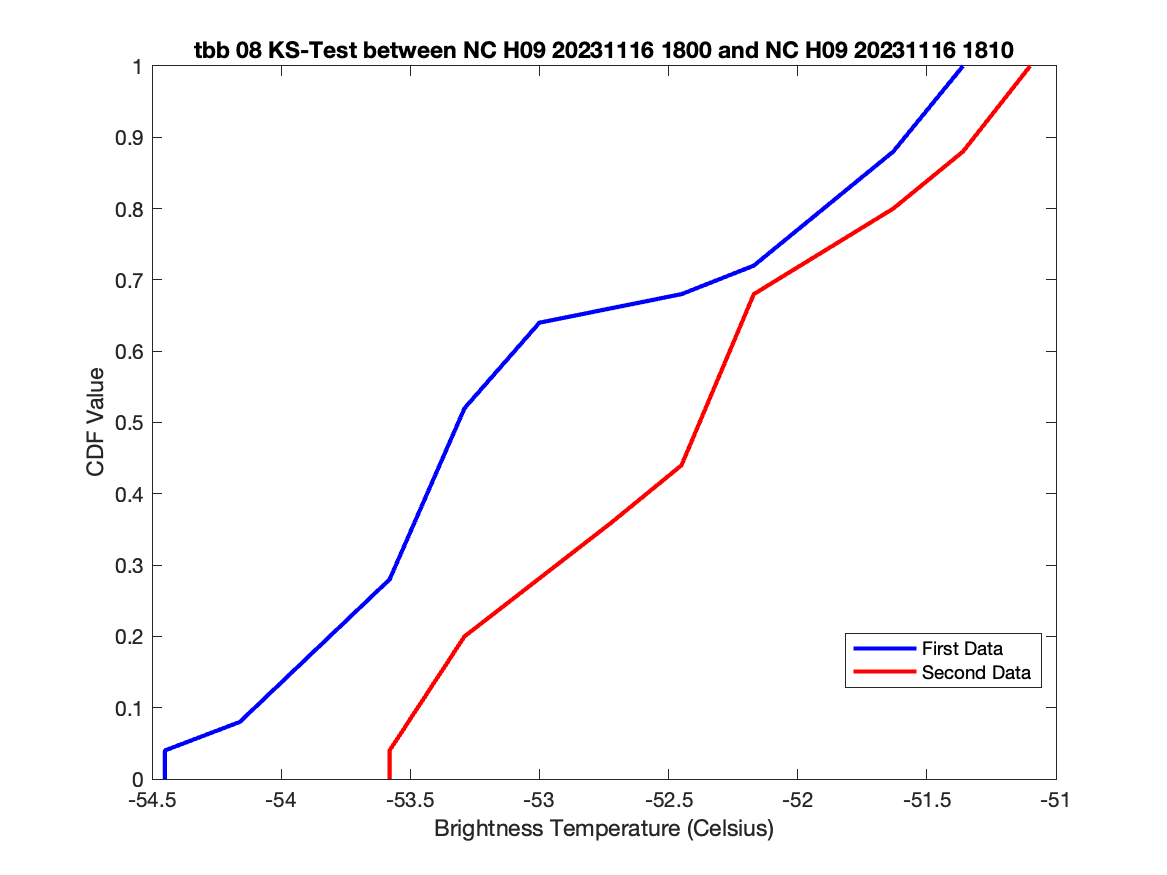 tbb 08 KS-Test between NC H09 20231116 1800 and NC H09 20231116 1810
1
0.9
0.8
0.7
0.6
0.5
0.4
0.3
0.2
0.1
0
CDF Value
First Data
Second Data
-54.5 -54 -53.5 -53 -52.5 -52 -51.5 -51
Brightness Temperature (Celsius)